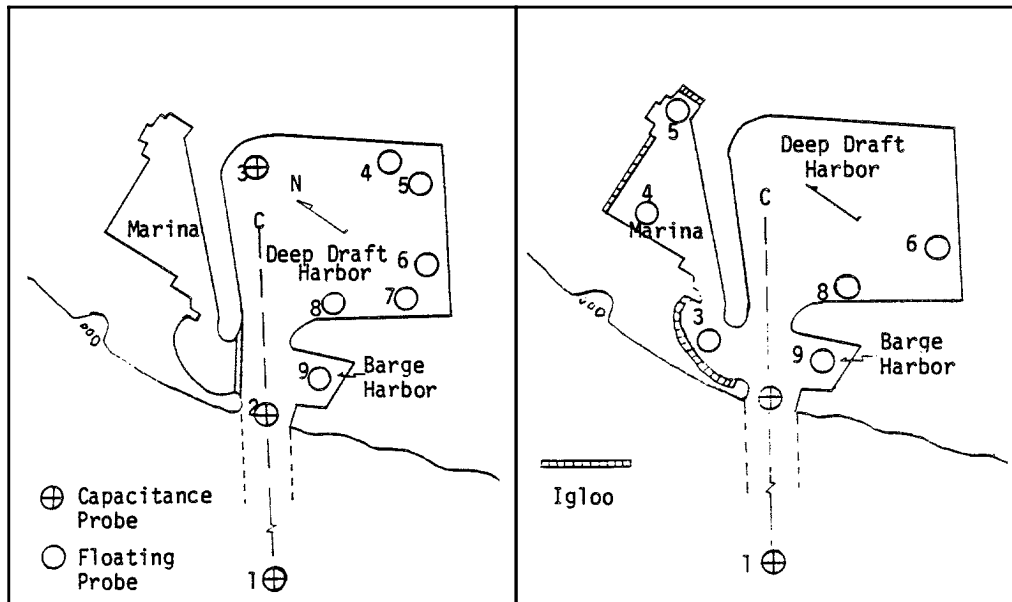 3
4
5
N
C
Marina
Deep Draft
Harbor
6
7
8
Barge
Harbor
9
2
Capacitance
Probe
Floating
Probe
1
5
Deep Draft
Harbor
4
C
Marina
6
8
3
Barge
Harbor
9
Igloo
1